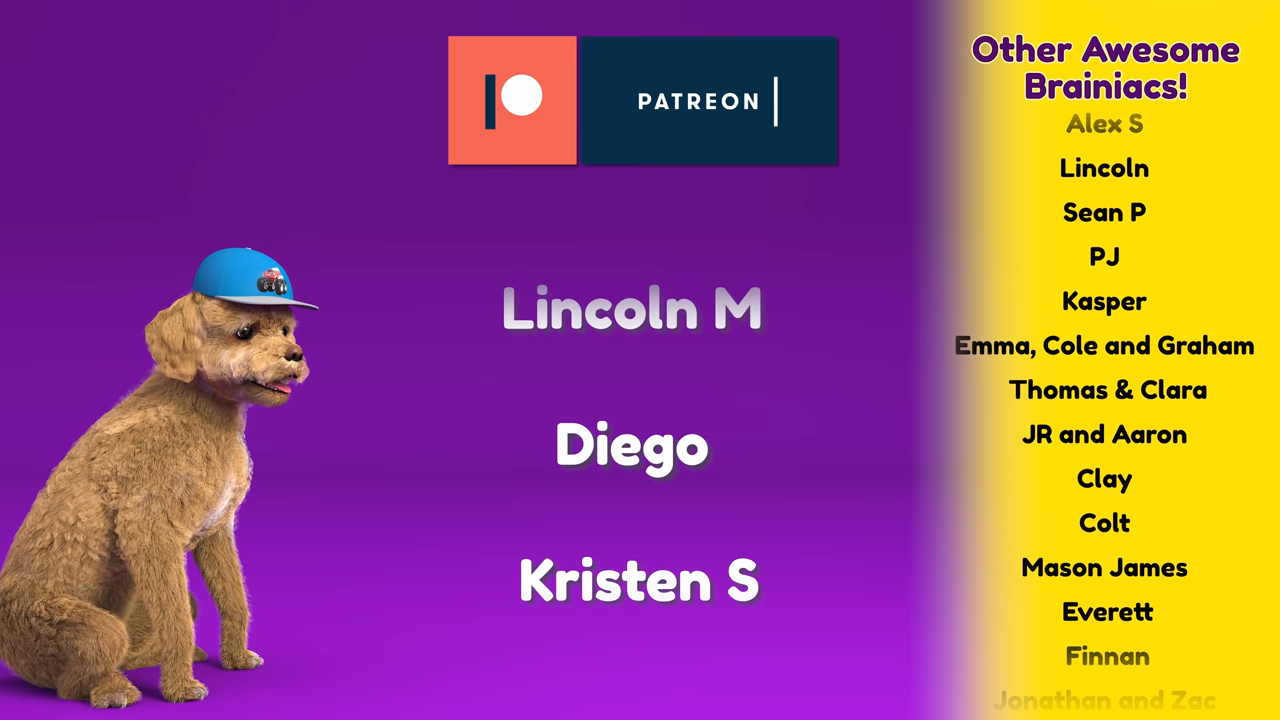 PATREON
Lincoln M
Diego
Kristen S
Other Awesome
Brainiacs!
Alex S
Lincoln
Sean P
PJ
Kasper
Emma, Cole and Graham
Thomas & Clara
JR and Aaron
Clay
Colt
Mason James
Everett
Finnan
Jonathan and Zac